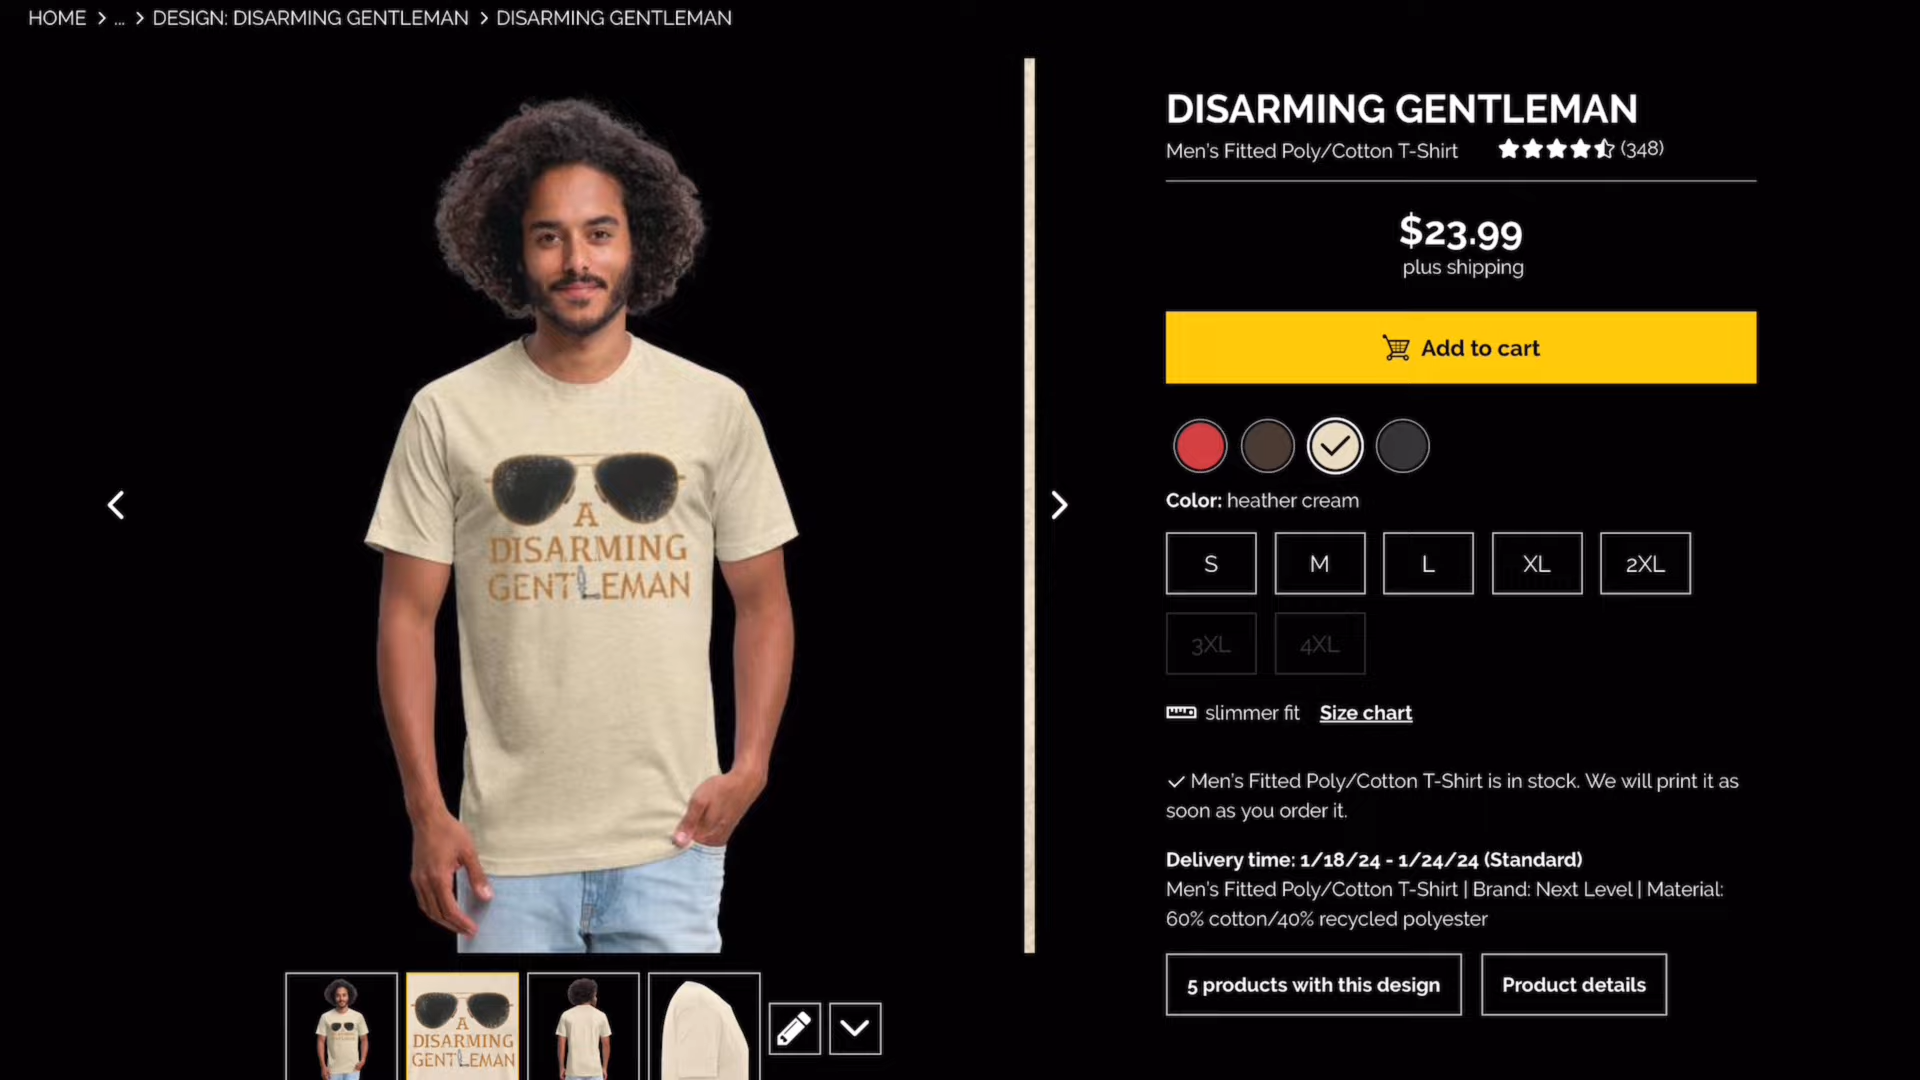 HOME > ... > DESIGN: DISARMING GENTLEMAN > DISARMING GENTLEMAN
A
DISARMING
GENTLEMAN
A
DISARMING
GENTLEMAN
DISARMING GENTLEMAN
Men's Fitted Poly/Cotton T-Shirt (348)
$23.99
plus shipping
Add to cart
Color: heather cream
S M L XL 2XL
3XL 4XL
slimmer fit Size chart
Men's Fitted Poly/Cotton T-Shirt is in stock. We will print it as
soon as you order it.
Delivery time: 1/18/24 - 1/24/24 (Standard)
Men's Fitted Poly/Cotton T-Shirt | Brand: Next Level | Material:
60% cotton/40% recycled polyester
5 products with this design Product details